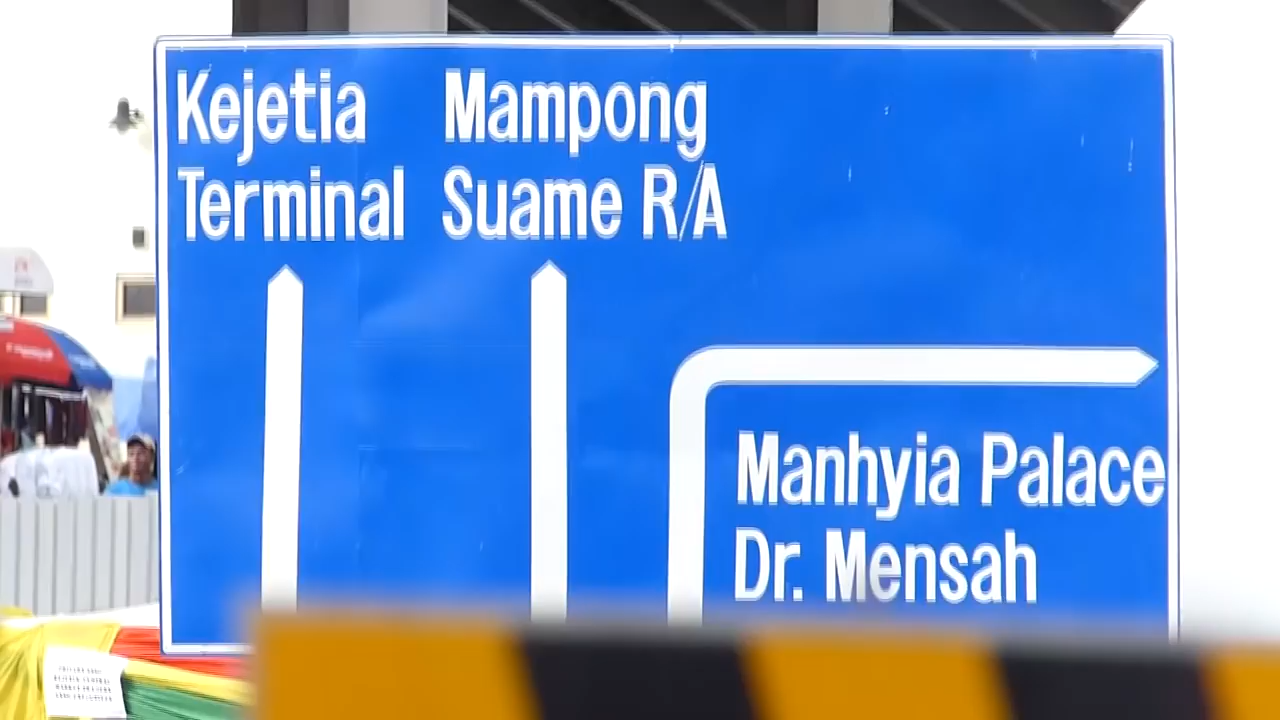 Kejetia
Terminal
Mampong
Suame R/A
Manhyia Palace
Dr. Mensah